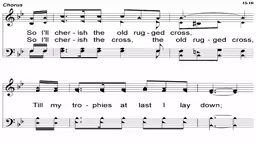 Chorus
So I'll cher-ish the old rug-ged cross,
So I'll cher-ish the cross, the old rug-ged cross,
Till my tro-phies at last I lay down;